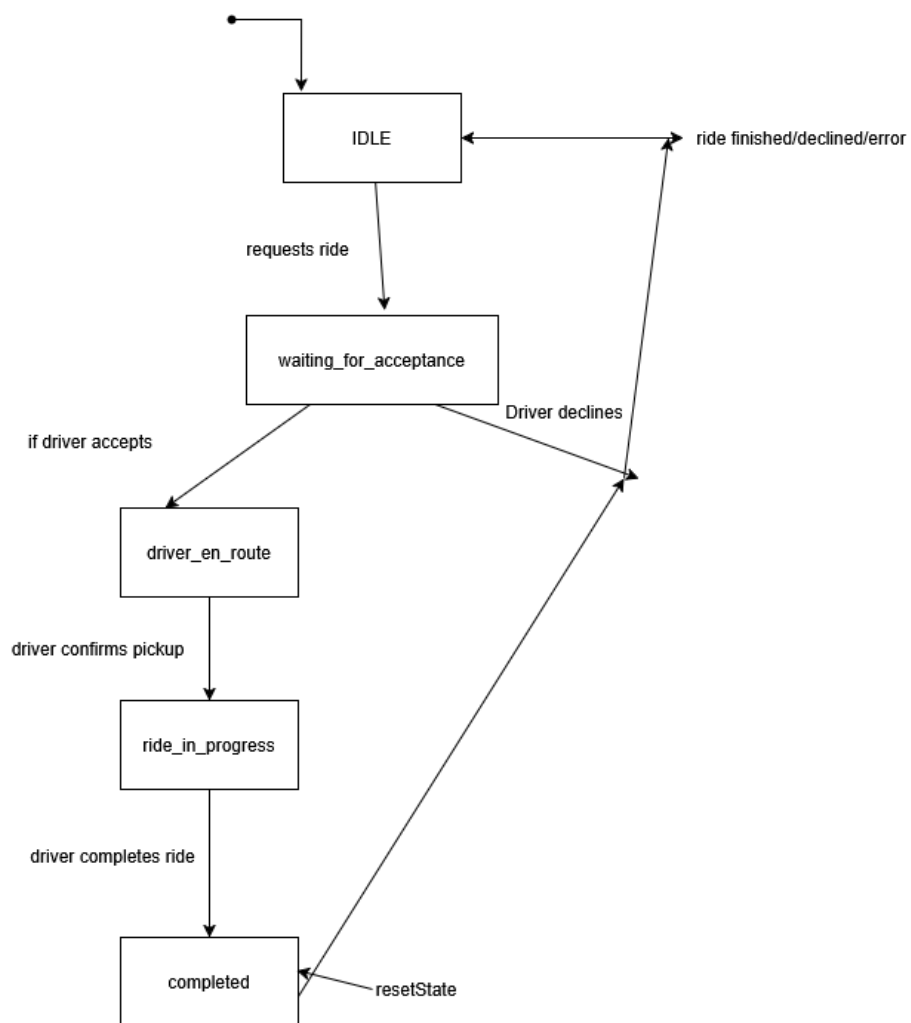 IDLE
ride finished/declined/error
requests ride
waiting_for_acceptance
Driver declines
if driver accepts
driver_en_route
driver confirms pickup
ride_in_progress
driver completes ride
completed
resetState